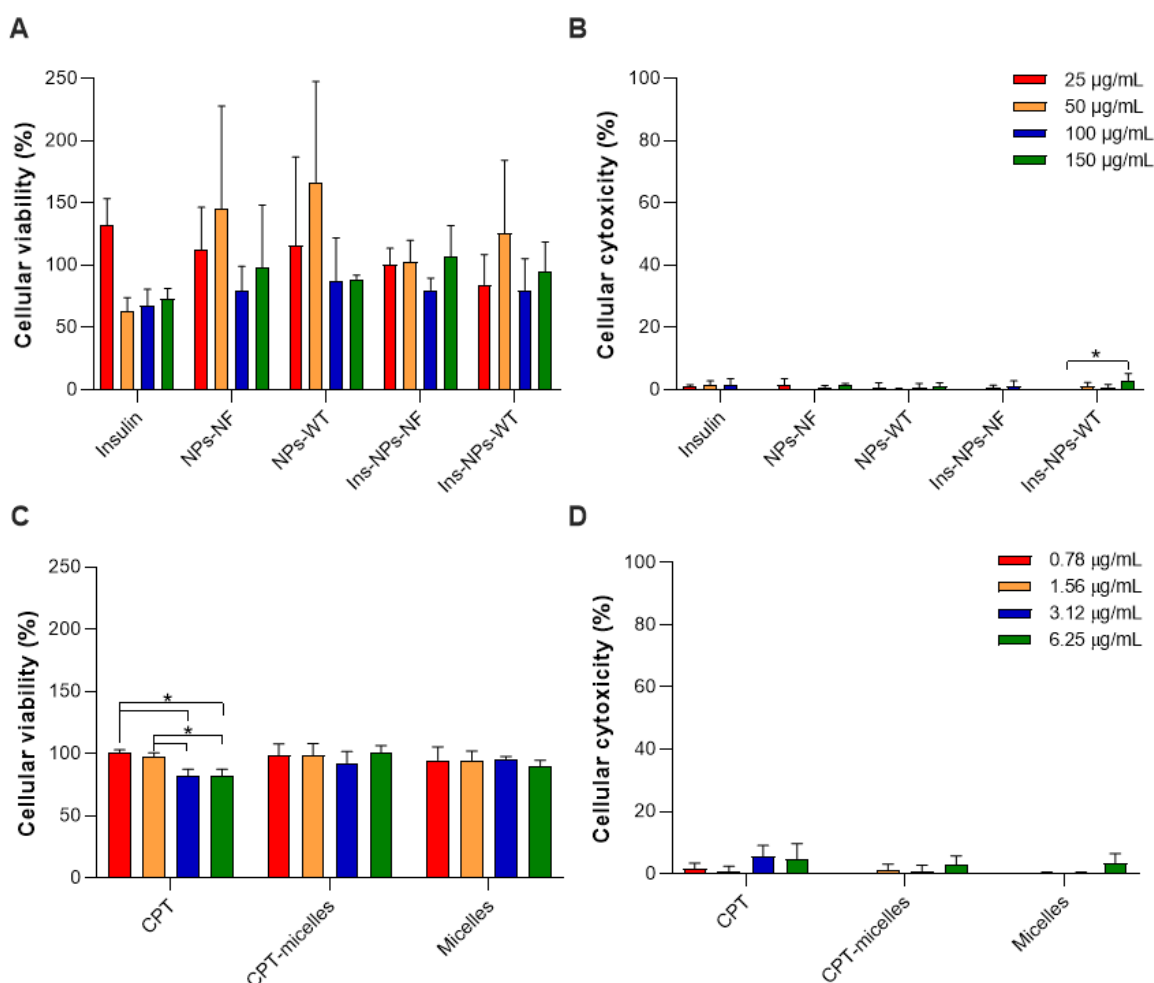 A
Cellular viability (%)
250
200
150
100
50
0
Insulin
NPs-NF
NPs-WT
Ins-NPs-NF
Ins-NPs-WT
B
Cellular cytotoxicity (%)
100
80
60
40
20
0
25 µg/mL
50 µg/mL
100 µg/mL
150 µg/mL
*
Insulin
NPs-NF
NPs-WT
Ins-NPs-NF
Ins-NPs-WT
C
Cellular viability (%)
250
200
150
100
50
0
*
*
CPT
CPT-micelles
Micelles
D
Cellular cytotoxicity (%)
100
80
60
40
20
0
0.78 µg/mL
1.56 µg/mL
3.12 µg/mL
6.25 µg/mL
CPT
CPT-micelles
Micelles